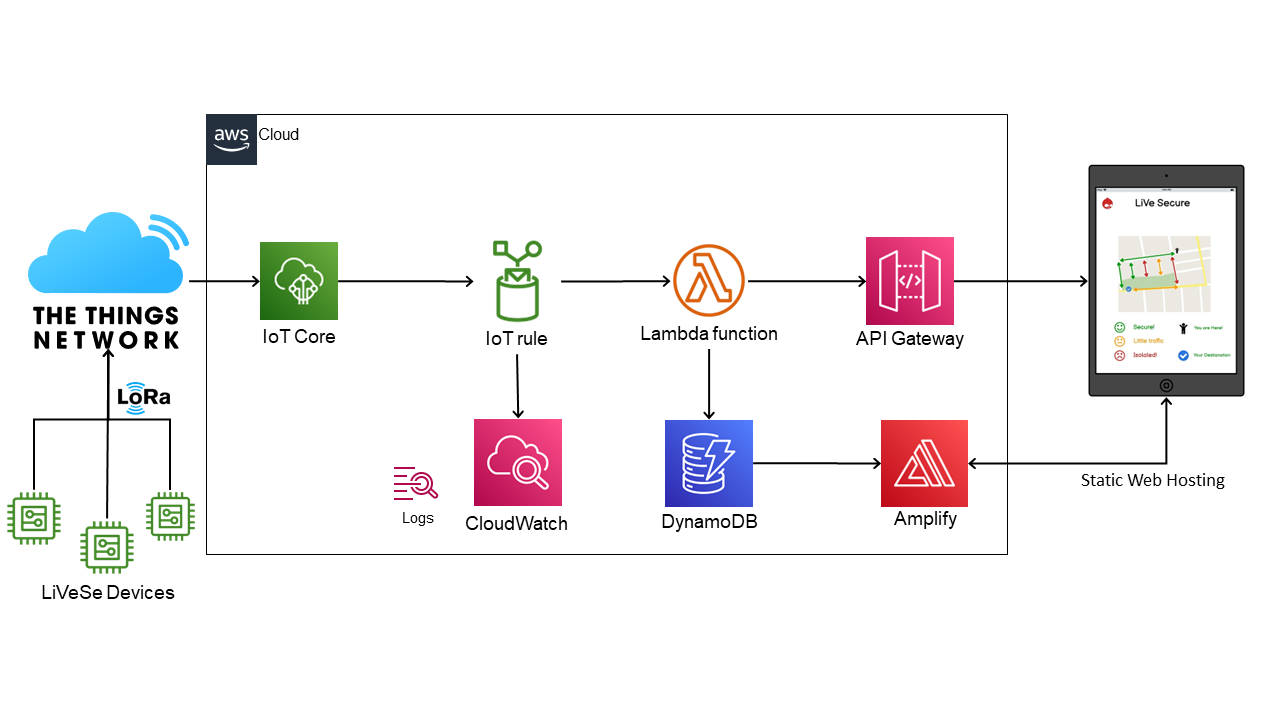 aws
Cloud
LiVe Secure
THE THINGS
NETWORK
IoT Core
IoT rule
Lambda function
API Gateway
Secure!
You are Here!
Little traffic
Isolated!
Your Destination
LoRa
Static Web Hosting
Logs
CloudWatch
DynamoDB
Amplify
LiVeSe Devices